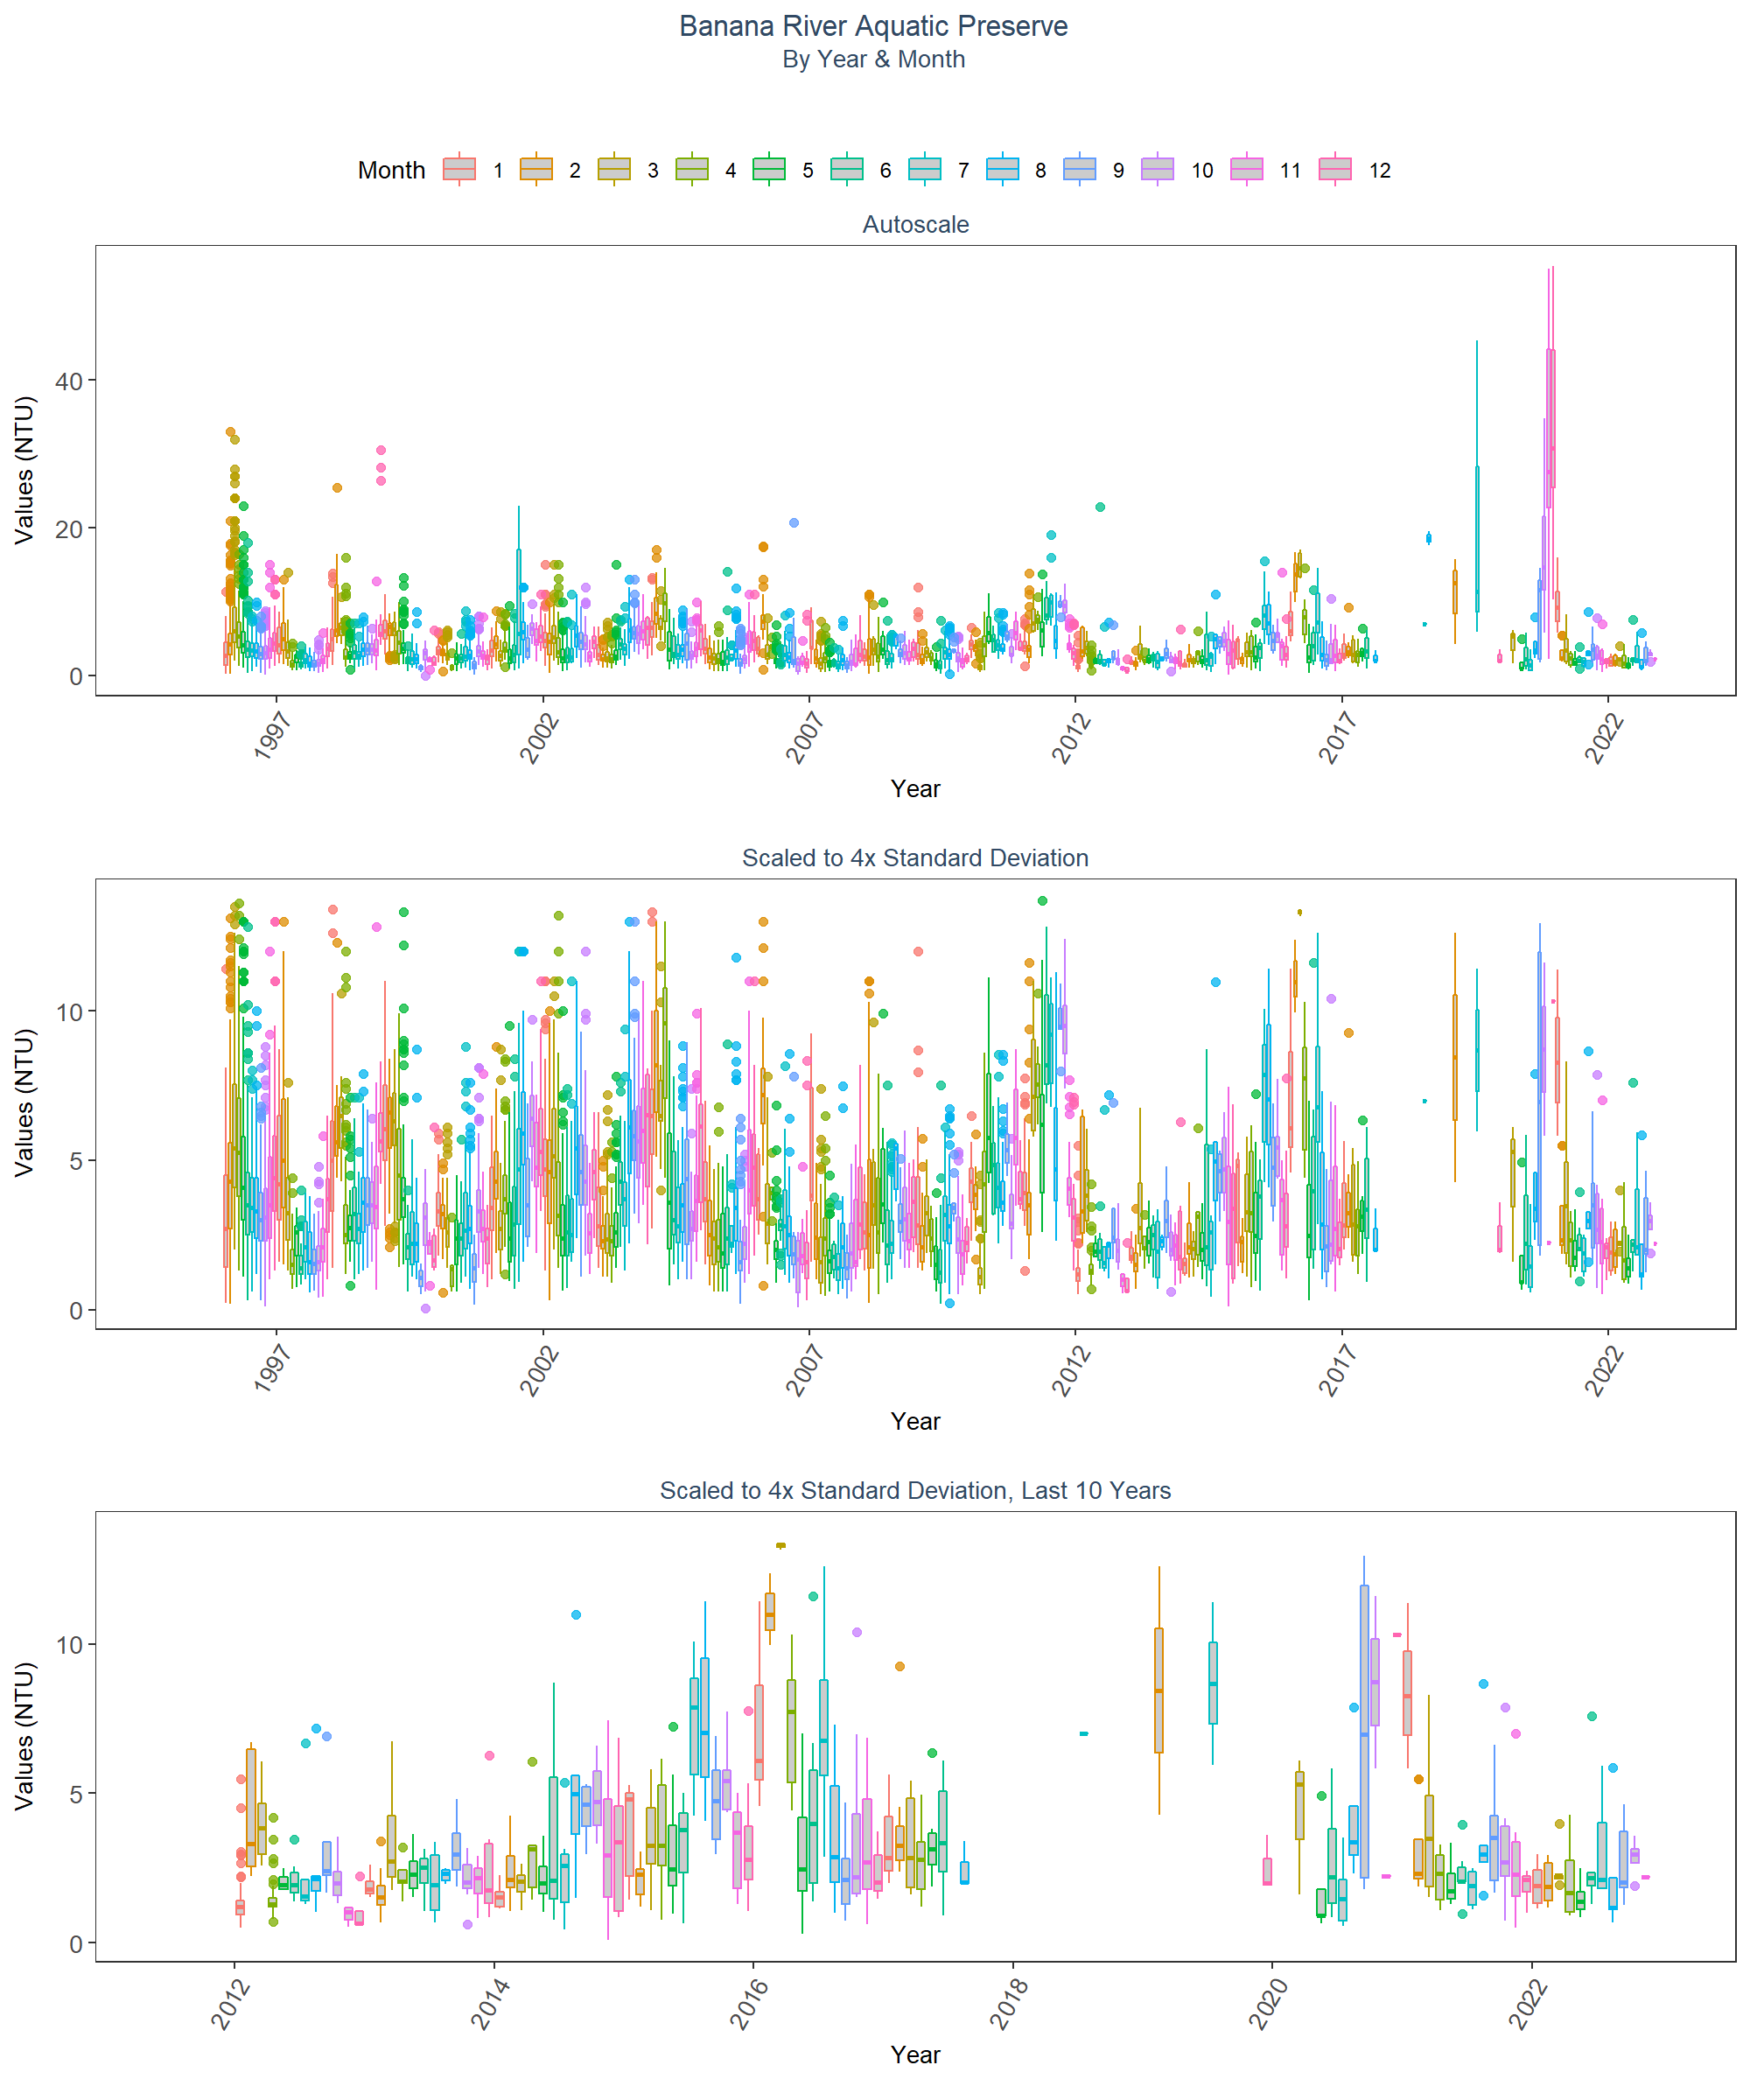 Banana River Aquatic Preserve
By Year & Month
Month 1 2 3 4 5 6 7 8 9 10 11 12
Autoscale
Values (NTU)
40
20
0
1997 2002 2007 2012 2017 2022
Year
Scaled to 4x Standard Deviation
Values (NTU)
10
5
0
1997 2002 2007 2012 2017 2022
Year
Scaled to 4x Standard Deviation, Last 10 Years
Values (NTU)
10
5
0
2012 2014 2016 2018 2020 2022
Year